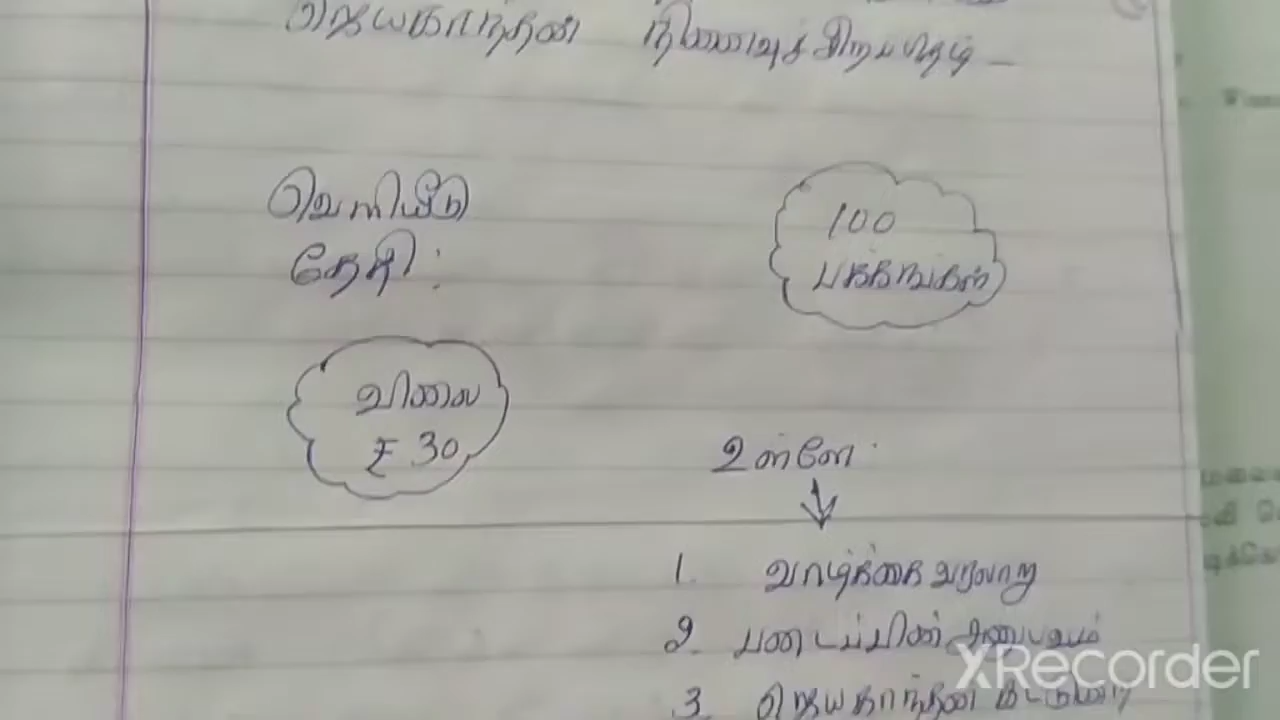 ஜெயகாந்தன் நினைவுச் சிறப்பிதழ் –
வெளியீடு
தேதி :
100
பக்கங்கள்
விலை
₹ 30
உள்ளே
1. வாழ்க்கை வரலாறு
2. படைப்பின் அனுபவம்
3. ஜெயகாந்தன்
XRecorder